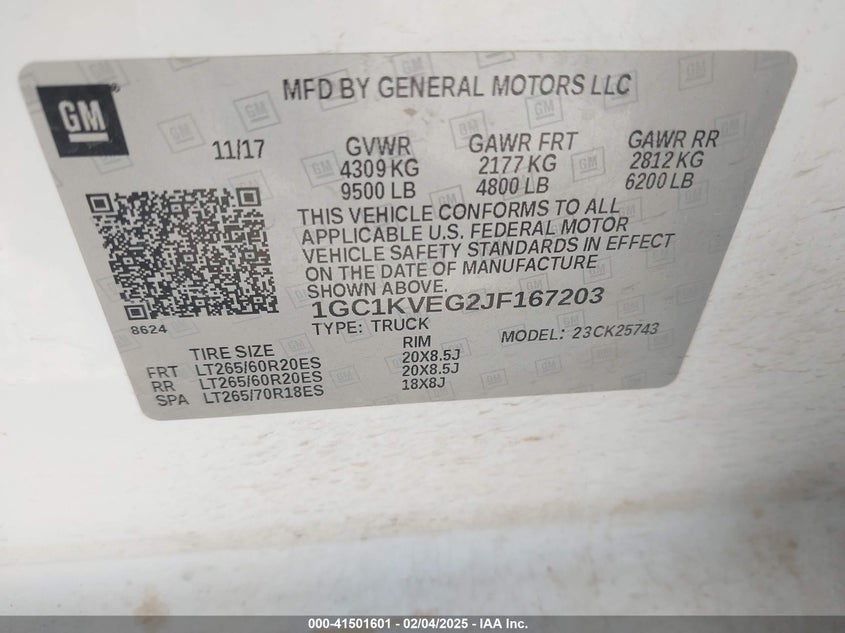 GM
MFD BY GENERAL MOTORS LLC
11/17 GVWR GAWR FRT GAWR RR
4309 KG 2177 KG 2812 KG
9500 LB 4800 LB 6200 LB
THIS VEHICLE CONFORMS TO ALL
APPLICABLE U.S. FEDERAL MOTOR
VEHICLE SAFETY STANDARDS IN EFFECT
ON THE DATE OF MANUFACTURE
SHOWN ABOVE.
8624
1GC1KVEG2JF167203
TYPE: TRUCK MODEL: 23CK25743
TIRE SIZE RIM
FRT LT265/60R20ES 20X8.5J
RR LT265/60R20ES 20X8.5J
SPA LT265/70R18ES 18X8J
000-41501601 - 02/04/2025 - IAA Inc.